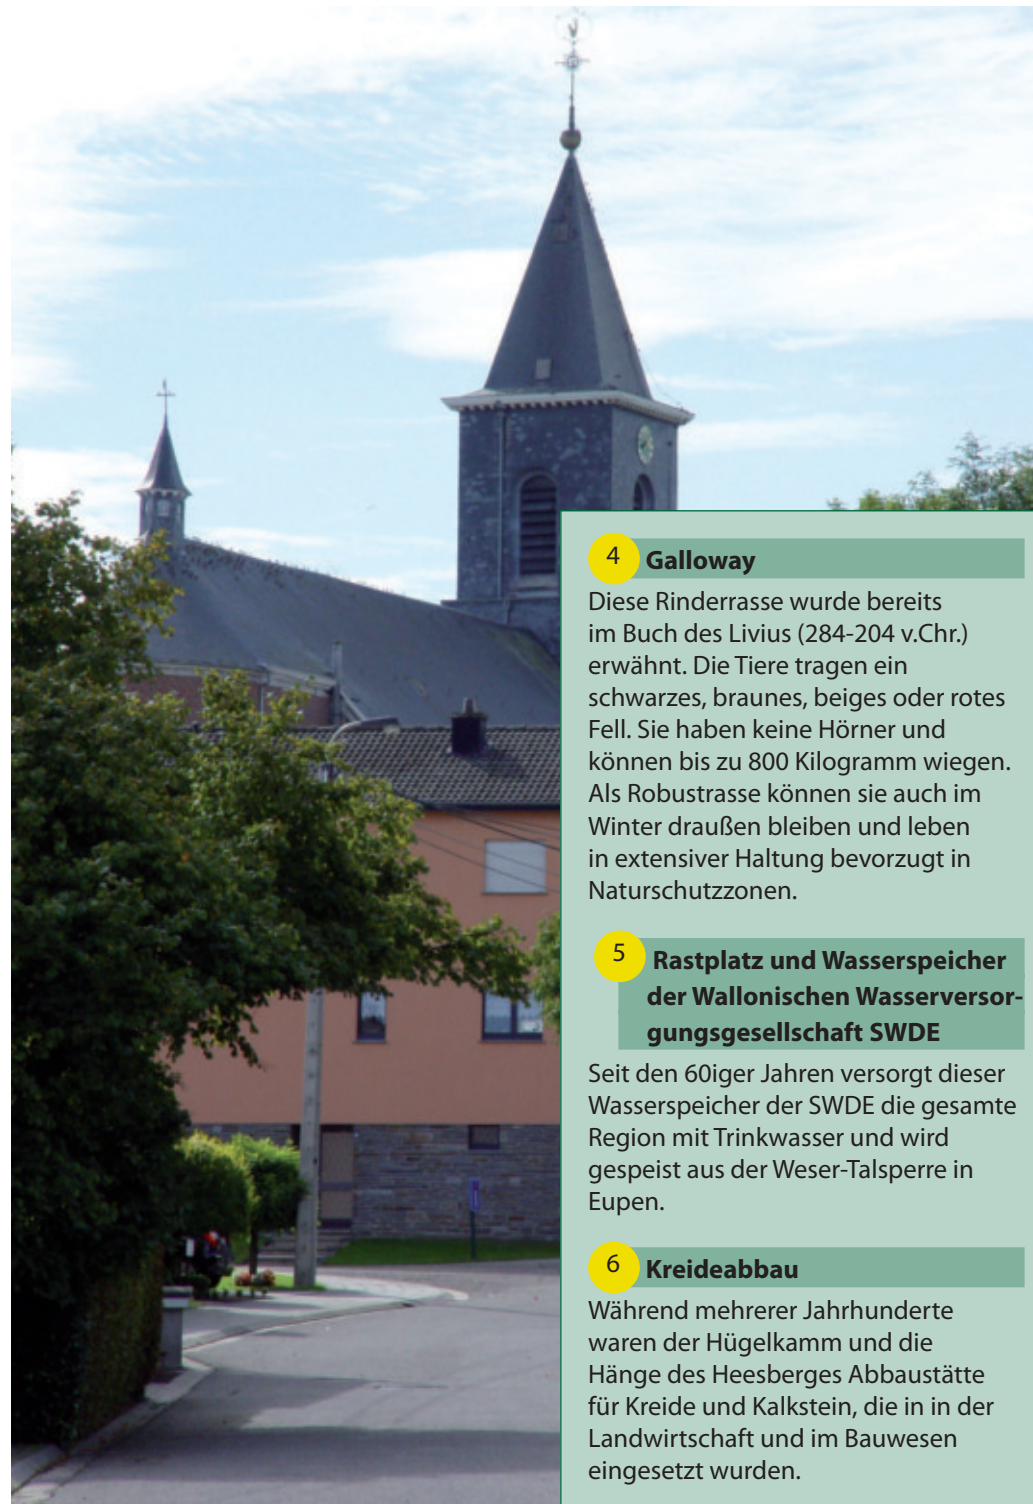 4
Galloway
Diese Rinderrasse wurde bereits
im Buch des Livius (284-204 v.Chr.)
erwähnt. Die Tiere tragen ein
schwarzes, braunes, beiges oder rotes
Fell. Sie haben keine Hörner und
können bis zu 800 Kilogramm wiegen.
Als Robustrasse können sie auch im
Winter draußen bleiben und leben
in extensiver Haltung bevorzugt in
Naturschutzzonen.
5
Rastplatz und Wasserspeicher
der Wallonischen Wasserversor-
gungsgesellschaft SWDE
Seit den 60iger Jahren versorgt dieser
Wasserspeicher der SWDE die gesamte
Region mit Trinkwasser und wird
gespeist aus der Weser-Talsperre in
Eupen.
6
Kreideabbau
Während mehrerer Jahrhunderte
waren der Hügelkamm und die
Hänge des Heesberges Abbaustätte
für Kreide und Kalkstein, die in in der
Landwirtschaft und im Bauwesen
eingesetzt wurden.